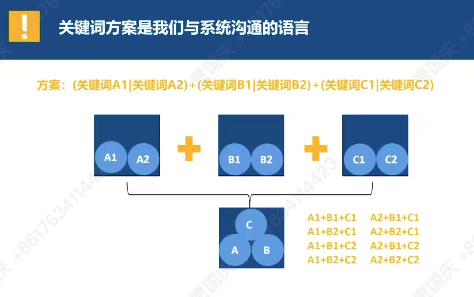 !
关键词方案是我们与系统沟通的语言
方案：(关键词A1|关键词A2)+(关键词B1|关键词B2)+(关键词C1|关键词C2)
A1 A2 + B1 B2 + C1 C2
C
A B
A1+B1+C1 A2+B1+C1
A1+B2+C1 A2+B2+C1
A1+B1+C2 A2+B1+C2
A1+B2+C2 A2+B2+C2